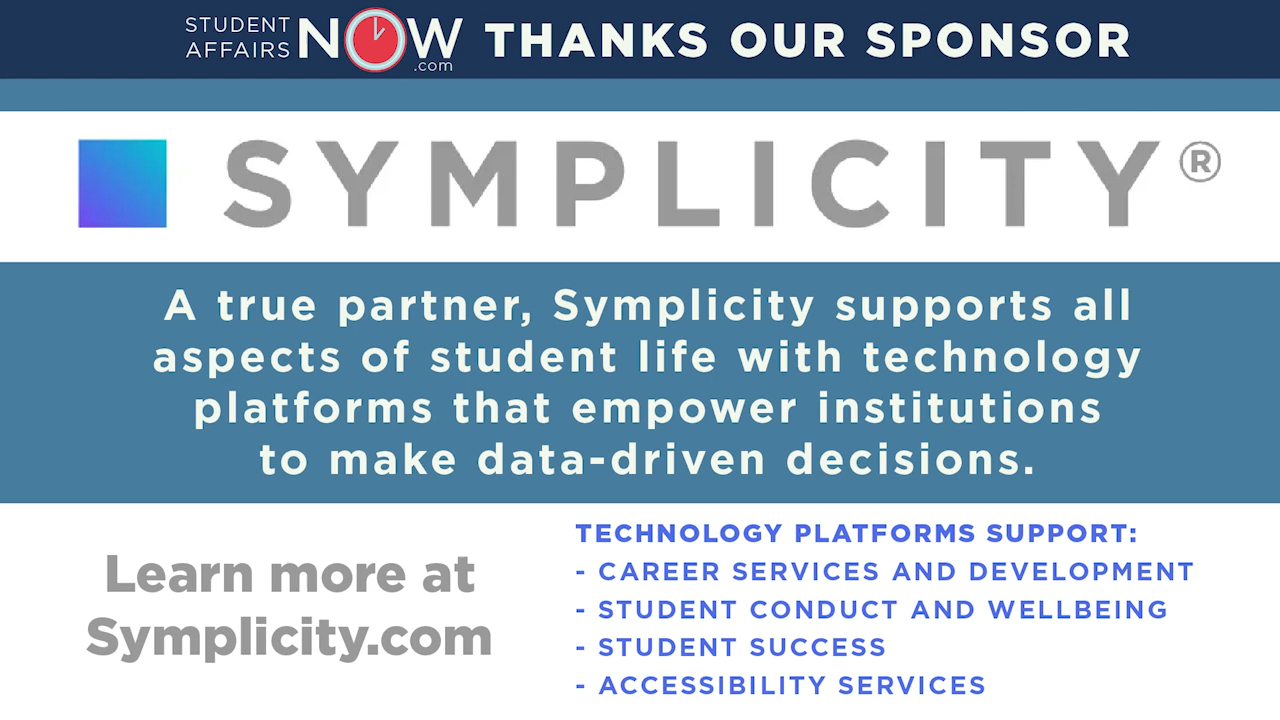 STUDENT AFFAIRS NOW .com THANKS OUR SPONSOR
SYMPLICITY®
A true partner, Symplicity supports all
aspects of student life with technology
platforms that empower institutions
to make data-driven decisions.
Learn more at
Symplicity.com
TECHNOLOGY PLATFORMS SUPPORT:
- CAREER SERVICES AND DEVELOPMENT
- STUDENT CONDUCT AND WELLBEING
- STUDENT SUCCESS
- ACCESSIBILITY SERVICES